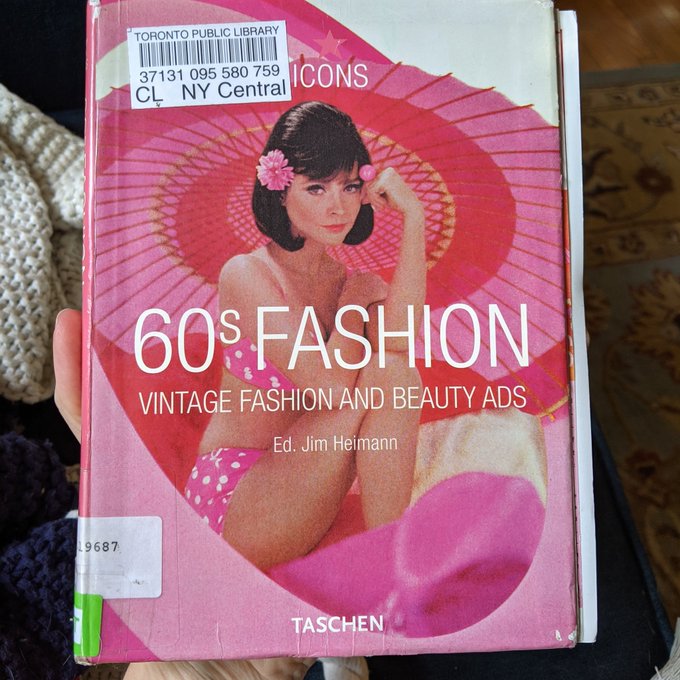 TORONTO PUBLIC LIBRARY
37131 095 580 759
CL NY Central
ICONS
60s FASHION
VINTAGE FASHION AND BEAUTY ADS
Ed. Jim Heimann
19687
TASCHEN